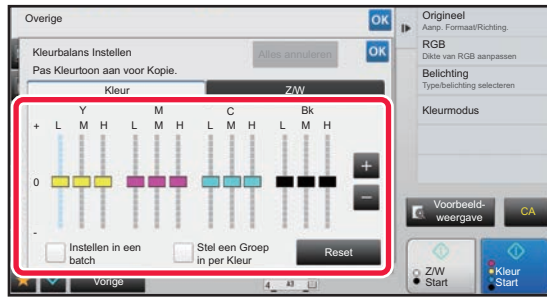 Overige
OK
Kleurbalans Instellen
Alles annuleren
OK
Pas Kleurtoon aan voor Kopie.
Kleur
Z/W
Y M C Bk
+ L M H L M H L M H L M H
+
0
-
-
Instellen in een
batch
Stel een Groep
in per Kleur
Reset
Vorige
4 A3
Origineel
Aanp. Formaat/Richting.
RGB
Dikte van RGB aanpassen
Belichting
Type/belichting selecteren
Kleurmodus
Voorbeeld-
weergave
CA
Z/W
Start
Kleur
Start